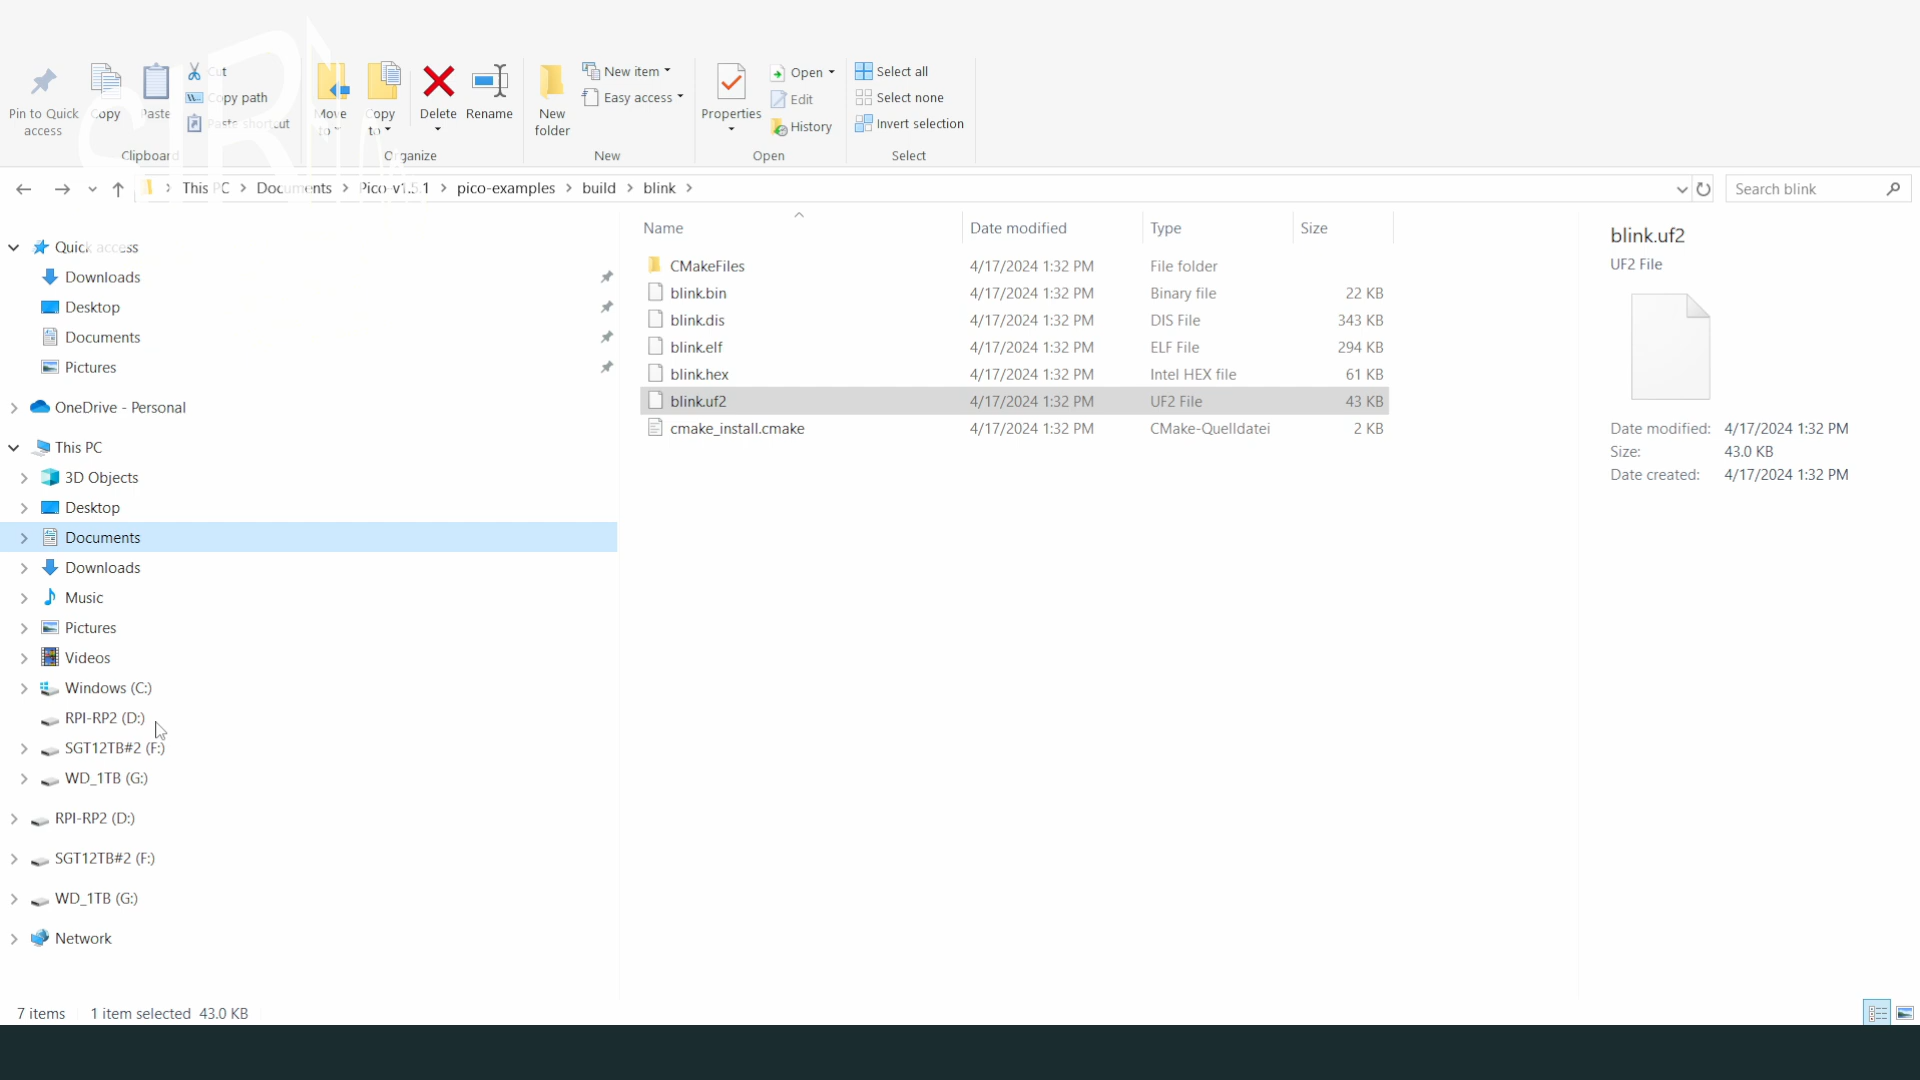 Pin to Quick access
Copy
Paste
Cut
Copy path
Paste shortcut
Clipboard
Move to
Copy to
Delete
Rename
Organize
New folder
New item
Easy access
New
Properties
Open
Edit
History
Open
Select all
Select none
Invert selection
Select
This PC > Documents > Pico-v1.5.1 > pico-examples > build > blink >
Search blink
Quick access
Downloads
Desktop
Documents
Pictures
OneDrive - Personal
This PC
3D Objects
Desktop
Documents
Downloads
Music
Pictures
Videos
Windows (C:)
RPI-RP2 (D:)
SGT12TB#2 (F:)
WD_1TB (G:)
RPI-RP2 (D:)
SGT12TB#2 (F:)
WD_1TB (G:)
Network
Name Date modified Type Size
CMakeFiles 4/17/2024 1:32 PM File folder
blink.bin 4/17/2024 1:32 PM Binary file 22 KB
blink.dis 4/17/2024 1:32 PM DIS File 343 KB
blink.elf 4/17/2024 1:32 PM ELF File 294 KB
blink.hex 4/17/2024 1:32 PM Intel HEX file 61 KB
blink.uf2 4/17/2024 1:32 PM UF2 File 43 KB
cmake_install.cmake 4/17/2024 1:32 PM CMake-Quelldatei 2 KB
blink.uf2
UF2 File
Date modified: 4/17/2024 1:32 PM
Size: 43.0 KB
Date created: 4/17/2024 1:32 PM
7 items 1 item selected 43.0 KB